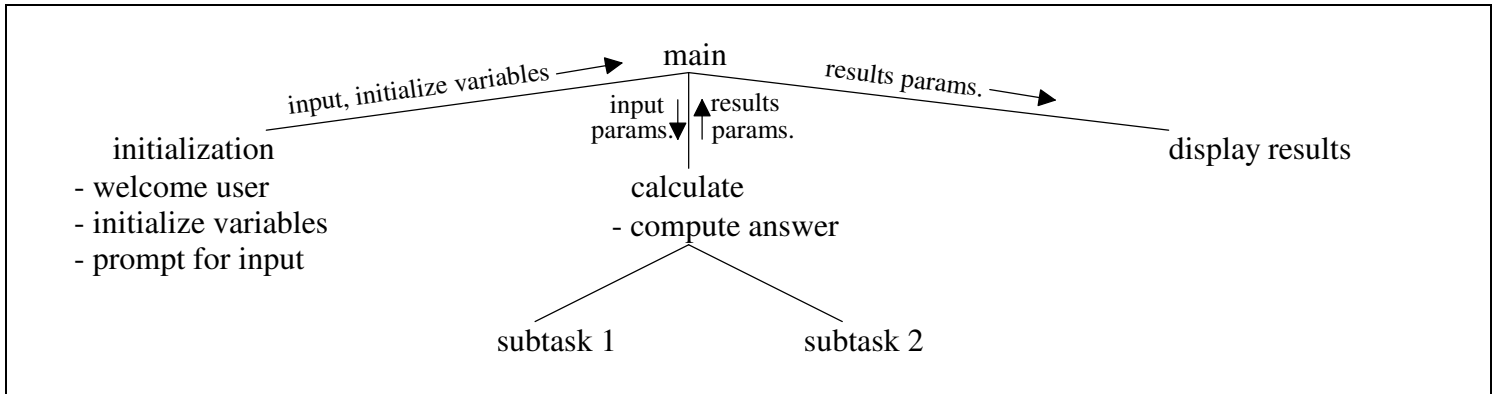 main
input, initialize variables
results params.
input
params.
results
params.
initialization
- welcome user
- initialize variables
- prompt for input
calculate
- compute answer
display results
subtask 1
subtask 2